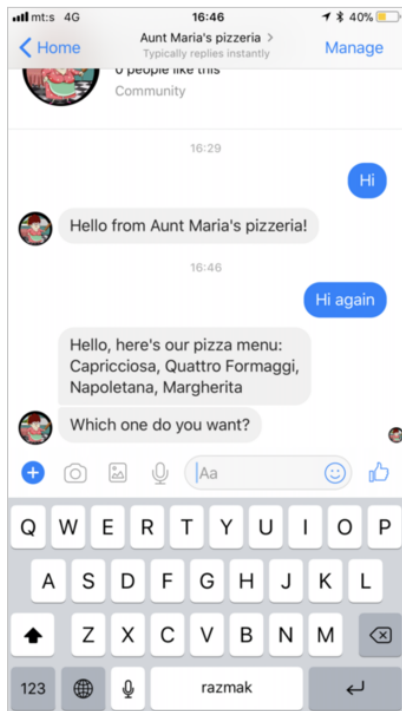 mt:s 4G 16:46 40%
Home Aunt Maria's pizzeria > Manage
Typically replies instantly
0 people like this
Community
16:29
Hi
Hello from Aunt Maria's pizzeria!
16:46
Hi again
Hello, here's our pizza menu:
Capricciosa, Quattro Formaggi,
Napoletana, Margherita
Which one do you want?
Aa
Q W E R T Y U I O P
A S D F G H J K L
Z X C V B N M
123 razmak